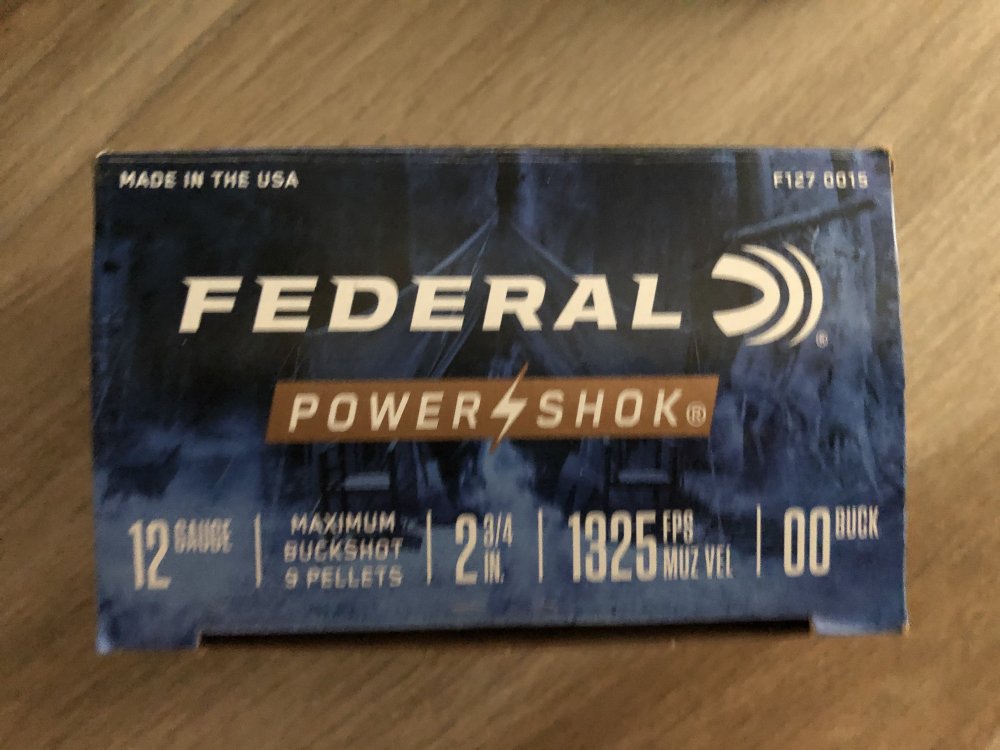 MADE IN THE USA
F127 0015
FEDERAL ®
POWER SHOK®
12 GAUGE
MAXIMUM
BUCKSHOT
9 PELLETS
2 3/4
IN.
1325 FPS
MUZ VEL
00 BUCK